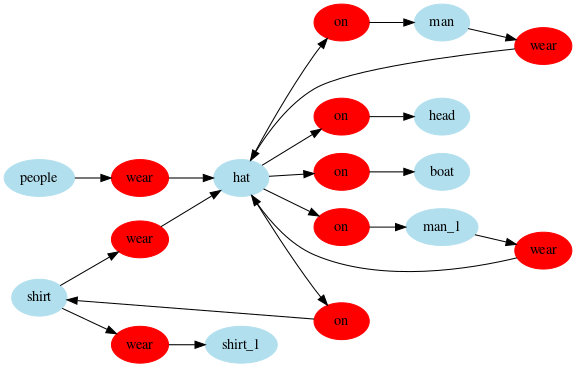 on
man
wear
on
head
people
wear
hat
on
boat
wear
on
man_1
wear
shirt
on
wear
shirt_1